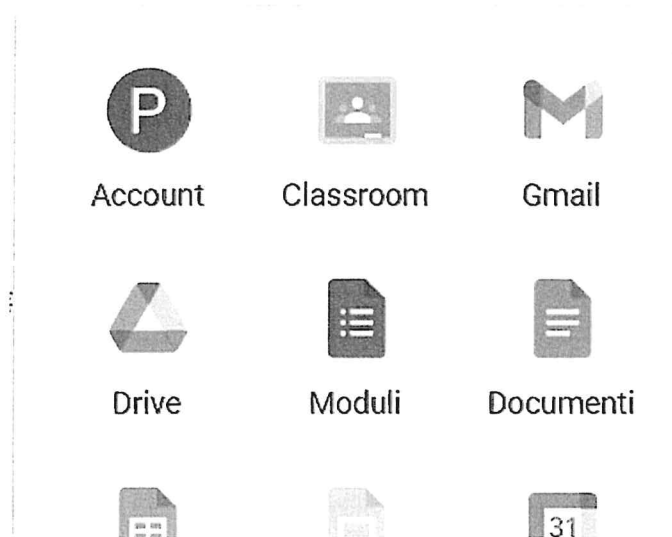 P
Account
Classroom
Gmail
Drive
Moduli
Documenti
31